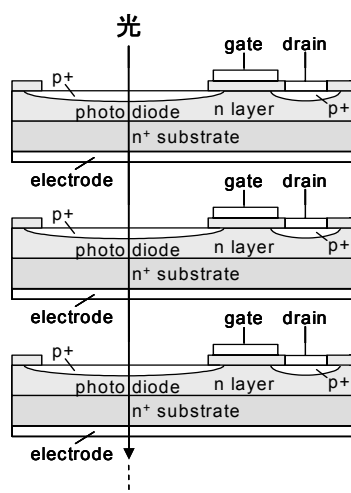 光
gate drain
p+
photo diode n layer p+
n+ substrate
electrode
gate drain
p+
photo diode n layer p+
n+ substrate
electrode
gate drain
p+
photo diode n layer p+
n+ substrate
electrode